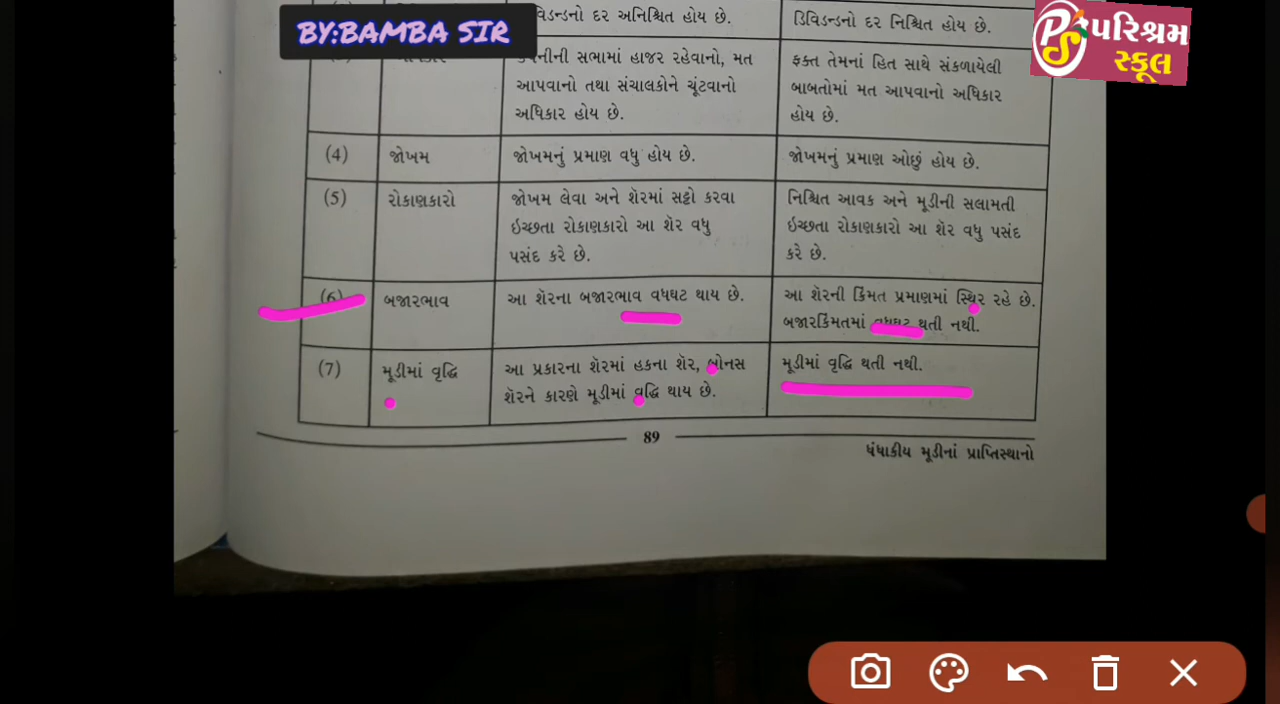 BY:BAMBA SIR
પરિશ્રમ
સ્કૂલ
ડિવિડન્ડનો દર નિશ્ચિત હોય છે.
દર અનિશ્ચિત હોય છે.
સભામાં હાજર રહેવાનો, મત
આપવાનો તથા સંચાલકોને ચૂંટવાનો
અધિકાર હોય છે.
ફક્ત તેમનાં હિત સાથે સંકળાયેલી
બાબતોમાં મત આપવાનો અધિકાર
હોય છે.
(4) જોખમ
જોખમનું પ્રમાણ વધુ હોય છે.
જોખમનું પ્રમાણ ઓછું હોય છે.
(5) રોકાણકારો
જોખમ લેવા અને શૅરમાં સટ્ટો કરવા
ઇચ્છતા રોકાણકારો આ શૅર વધુ
પસંદ કરે છે.
નિશ્ચિત આવક અને મૂડીની સલામતી
ઇચ્છતા રોકાણકારો આ શૅર વધુ પસંદ
કરે છે.
(6) બજારભાવ
આ શૅરના બજારભાવ વધઘટ થાય છે.
આ શૅરની કિંમત પ્રમાણમાં સ્થિર રહે છે.
બજારકિંમતમાં વધઘટ થતી નથી.
(7) મૂડીમાં વૃદ્ધિ
આ પ્રકારના શૅરમાં હકના શૅર, બોનસ
શૅરને કારણે મૂડીમાં વૃદ્ધિ થાય છે.
મૂડીમાં વૃદ્ધિ થતી નથી.
89
ધંધાકીય મૂડીનાં પ્રાપ્તિસ્થાનો